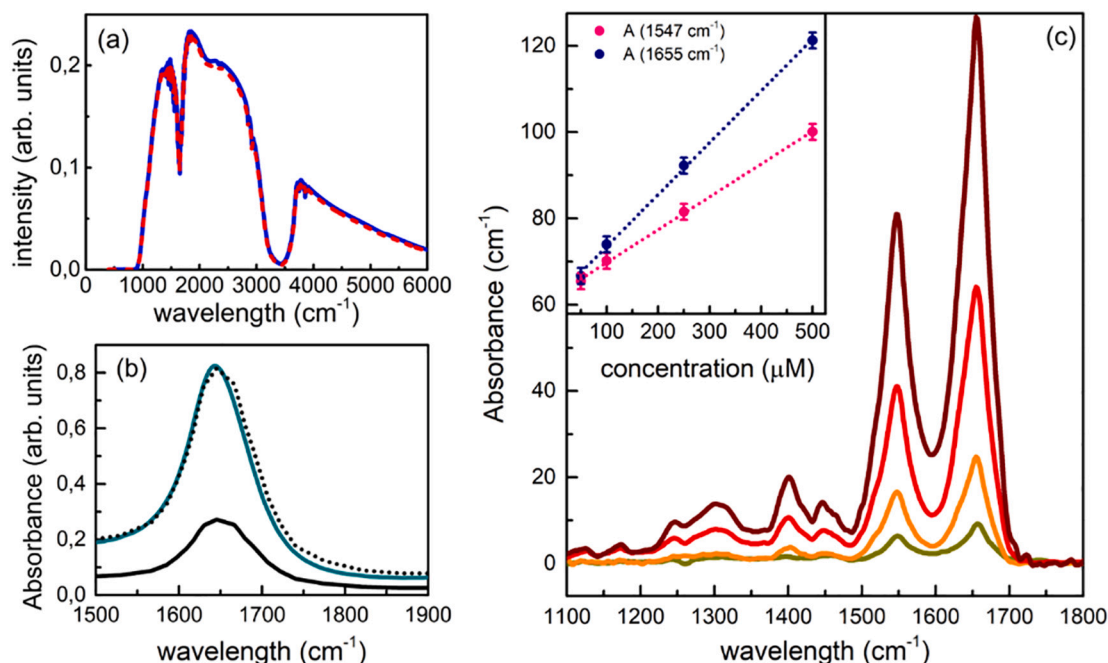 (a)
intensity (arb. units)
0,2
0,1
0,0
0 1000 2000 3000 4000 5000 6000
wavelength (cm⁻¹)
(b)
Absorbance (arb. units)
0,8
0,6
0,4
0,2
0,0
1500 1600 1700 1800 1900
wavelength (cm⁻¹)
(c)
A (1547 cm⁻¹)
A (1655 cm⁻¹)
0 100 200 300 400 500
concentration (μM)
Absorbance (cm⁻¹)
120
100
80
60
40
20
0
1100 1200 1300 1400 1500 1600 1700 1800
wavelength (cm⁻¹)